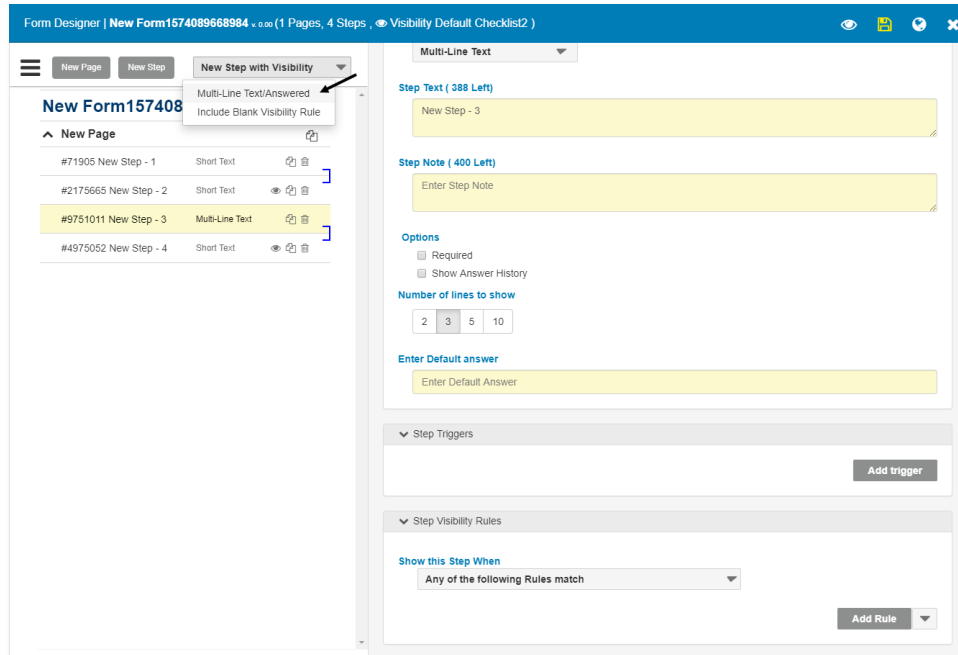 Form Designer | New Form1574089668984 v. 0.00 (1 Pages, 4 Steps , Visibility Default Checklist2 )
New Page
New Step
New Step with Visibility
Multi-Line Text/Answered
Include Blank Visibility Rule
New Form157408
New Page
#71905 New Step - 1 Short Text
#2175665 New Step - 2 Short Text
#9751011 New Step - 3 Multi-Line Text
#4975052 New Step - 4 Short Text
Multi-Line Text
Step Text ( 388 Left)
New Step - 3
Step Note ( 400 Left)
Enter Step Note
Options
Required
Show Answer History
Number of lines to show
2 3 5 10
Enter Default answer
Enter Default Answer
Step Triggers
Add trigger
Step Visibility Rules
Show this Step When
Any of the following Rules match
Add Rule